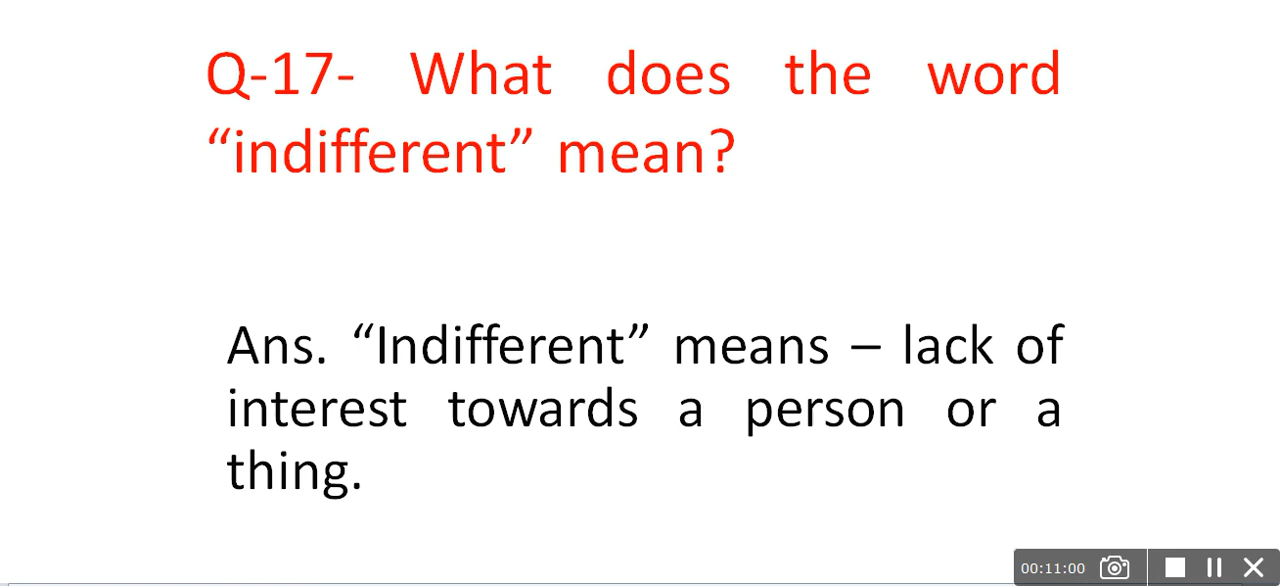 Q-17- What does the word
“indifferent” mean?
Ans. “Indifferent” means – lack of
interest towards a person or a
thing.
00:11:00